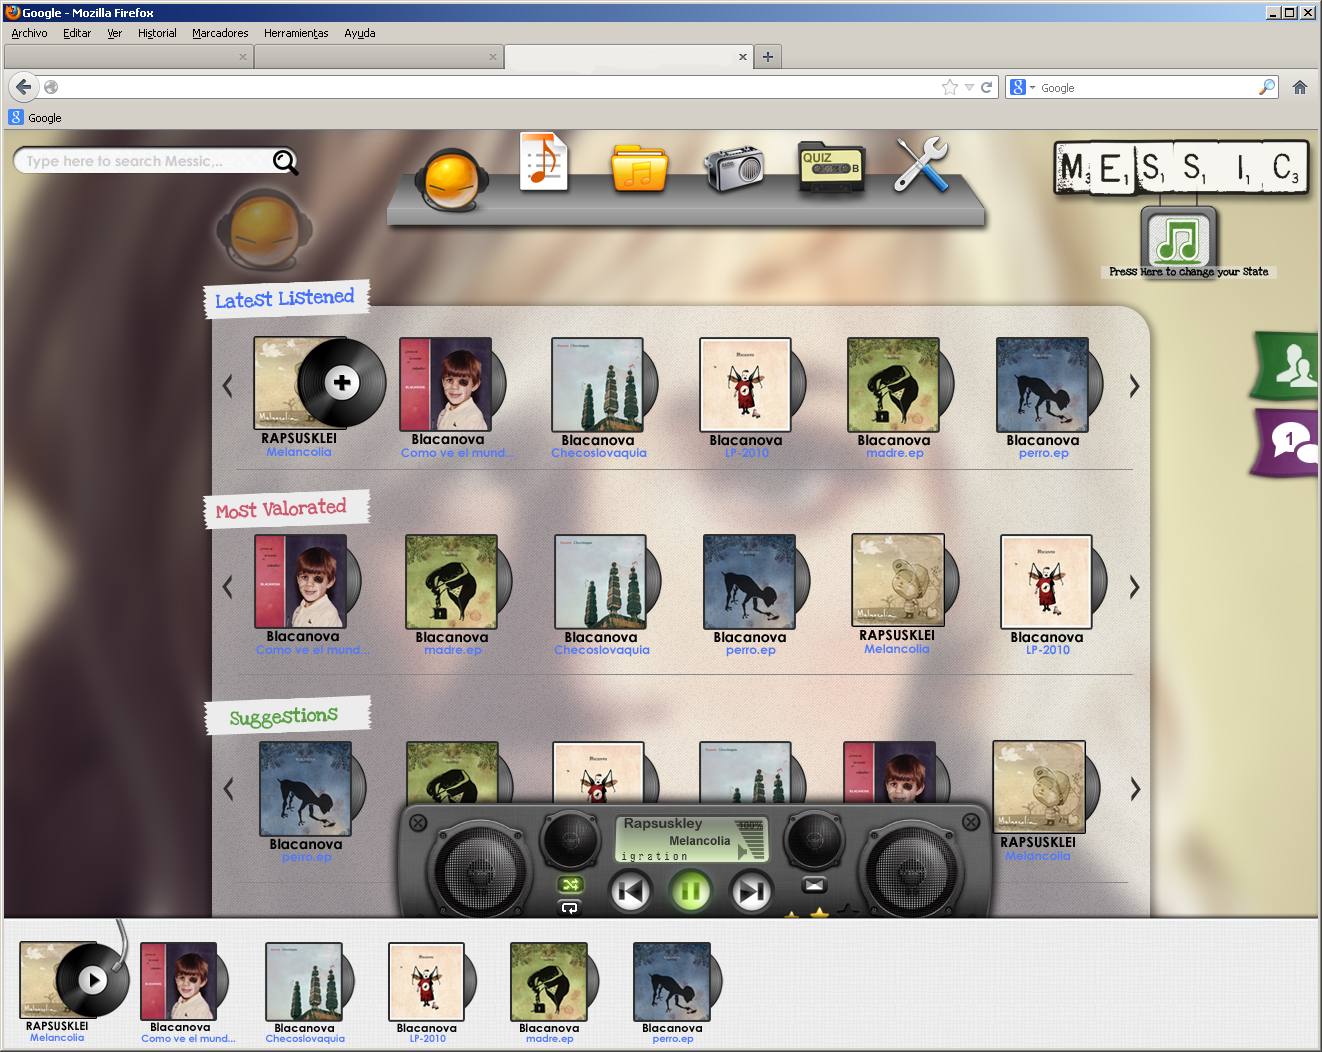 Google - Mozilla Firefox
Archivo Editar Ver Historial Marcadores Herramientas Ayuda
Google
Google
Type here to search Messic,..
QUIZ
B
MESSIC
Press Here to change your State
Latest Listened
RAPSUSKLEI
Melancolia
Blacanova
Como ve el mund...
Blacanova
Checoslovaquia
Blacanova
LP-2010
Blacanova
madre.ep
Blacanova
perro.ep
1
Most Valorated
Blacanova
Como ve el mund...
Blacanova
madre.ep
Blacanova
Checoslovaquia
Blacanova
perro.ep
RAPSUSKLEI
Melancolia
Blacanova
LP-2010
Suggestions
Blacanova
perro.ep
RAPSUSKLEI
Melancolia
Rapsuskley
100%
Melancolia
igration
RAPSUSKLEI
Melancolia
Blacanova
Como ve el mund...
Blacanova
Checoslovaquia
Blacanova
LP-2010
Blacanova
madre.ep
Blacanova
perro.ep